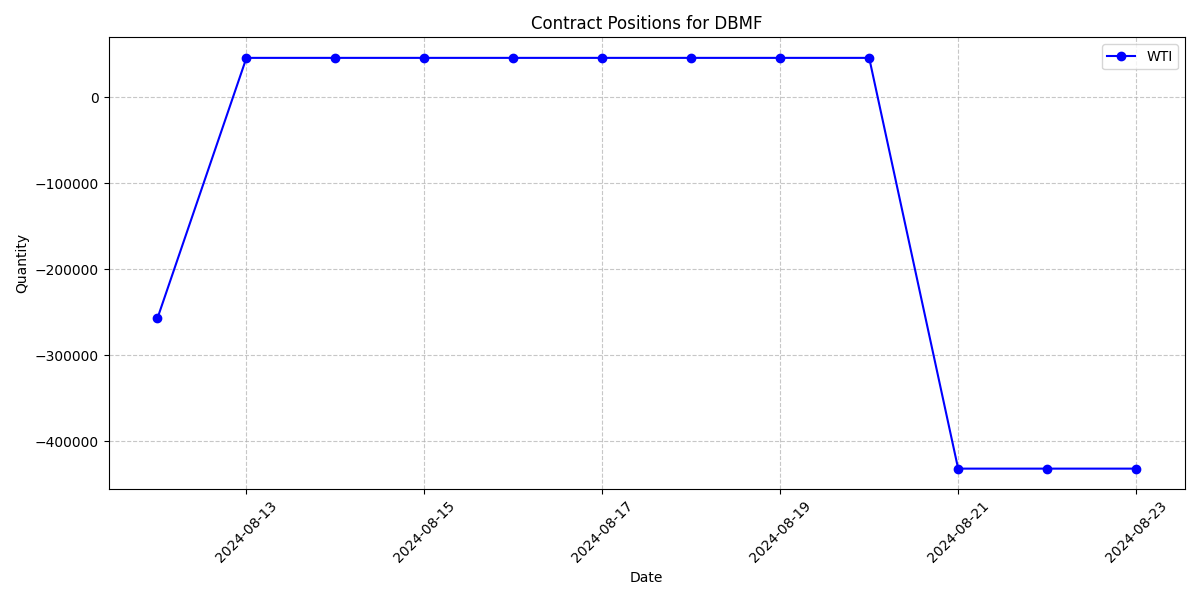 Contract Positions for DBMF
WTI
Quantity
0
−100000
−200000
−300000
−400000
2024-08-13
2024-08-15
2024-08-17
2024-08-19
2024-08-21
2024-08-23
Date